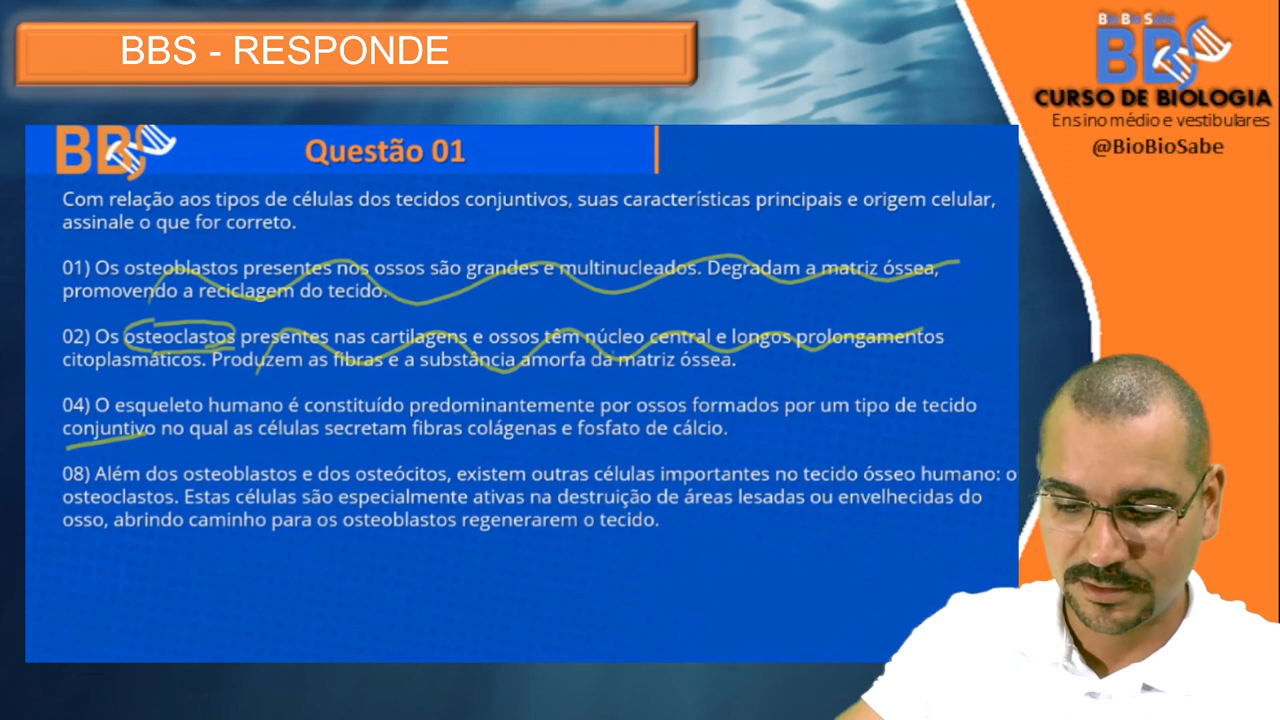 BBS - RESPONDE
Bio Bio Sabe
BBS
CURSO DE BIOLOGIA
Ensino médio e vestibulares
@BioBioSabe
BBS
Questão 01
Com relação aos tipos de células dos tecidos conjuntivos, suas características principais e origem celular,
assinale o que for correto.
01) Os osteoblastos presentes nos ossos são grandes e multinucleados. Degradam a matriz óssea,
promovendo a reciclagem do tecido.
02) Os osteoclastos presentes nas cartilagens e ossos têm núcleo central e longos prolongamentos
citoplasmáticos. Produzem as fibras e a substância amorfa da matriz óssea.
04) O esqueleto humano é constituído predominantemente por ossos formados por um tipo de tecido
conjuntivo no qual as células secretam fibras colágenas e fosfato de cálcio.
08) Além dos osteoblastos e dos osteócitos, existem outras células importantes no tecido ósseo humano: o
osteoclastos. Estas células são especialmente ativas na destruição de áreas lesadas ou envelhecidas do
osso, abrindo caminho para os osteoblastos regenerarem o tecido.